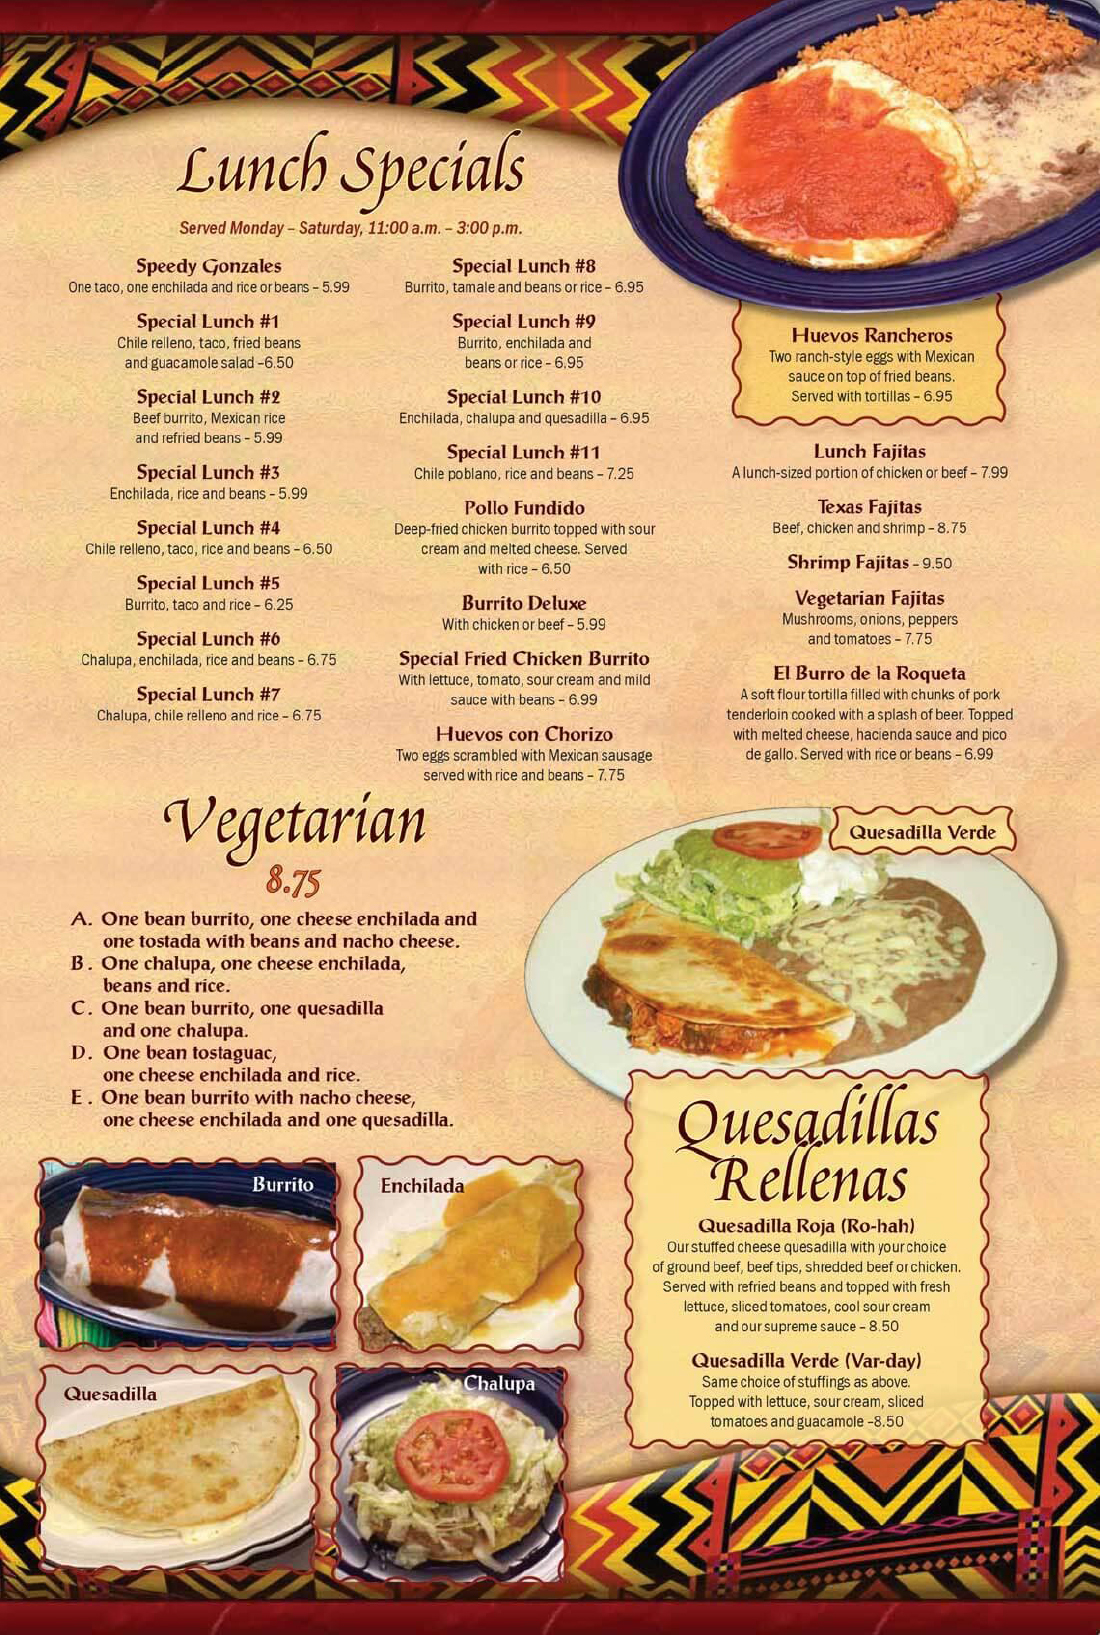 Lunch Specials
Served Monday – Saturday, 11:00 a.m. – 3:00 p.m.
Speedy Gonzales
One taco, one enchilada and rice or beans – 5.99
Special Lunch #1
Chile relleno, taco, fried beans
and guacamole salad –6.50
Special Lunch #2
Beef burrito, Mexican rice
and refried beans – 5.99
Special Lunch #3
Enchilada, rice and beans – 5.99
Special Lunch #4
Chile relleno, taco, rice and beans – 6.50
Special Lunch #5
Burrito, taco and rice – 6.25
Special Lunch #6
Chalupa, enchilada, rice and beans – 6.75
Special Lunch #7
Chalupa, chile relleno and rice – 6.75
Special Lunch #8
Burrito, tamale and beans or rice – 6.95
Special Lunch #9
Burrito, enchilada and
beans or rice – 6.95
Special Lunch #10
Enchilada, chalupa and quesadilla – 6.95
Special Lunch #11
Chile poblano, rice and beans – 7.25
Pollo Fundido
Deep-fried chicken burrito topped with sour
cream and melted cheese. Served
with rice – 6.50
Burrito Deluxe
With chicken or beef – 5.99
Special Fried Chicken Burrito
With lettuce, tomato, sour cream and mild
sauce with beans – 6.99
Huevos con Chorizo
Two eggs scrambled with Mexican sausage
served with rice and beans – 7.75
Huevos Rancheros
Two ranch-style eggs with Mexican
sauce on top of fried beans.
Served with tortillas – 6.95
Lunch Fajitas
A lunch-sized portion of chicken or beef – 7.99
Texas Fajitas
Beef, chicken and shrimp – 8.75
Shrimp Fajitas – 9.50
Vegetarian Fajitas
Mushrooms, onions, peppers
and tomatoes – 7.75
El Burro de la Roqueta
A soft flour tortilla filled with chunks of pork
tenderloin cooked with a splash of beer. Topped
with melted cheese, hacienda sauce and pico
de gallo. Served with rice or beans – 6.99
Vegetarian
8.75
A. One bean burrito, one cheese enchilada and
one tostada with beans and nacho cheese.
B. One chalupa, one cheese enchilada,
beans and rice.
C. One bean burrito, one quesadilla
and one chalupa.
D. One bean tostaguac,
one cheese enchilada and rice.
E. One bean burrito with nacho cheese,
one cheese enchilada and one quesadilla.
Quesadilla Verde
Quesadillas
Rellenas
Quesadilla Roja (Ro-hah)
Our stuffed cheese quesadilla with your choice
of ground beef, beef tips, shredded beef or chicken.
Served with refried beans and topped with fresh
lettuce, sliced tomatoes, cool sour cream
and our supreme sauce – 8.50
Quesadilla Verde (Var-day)
Same choice of stuffings as above.
Topped with lettuce, sour cream, sliced
tomatoes and guacamole –8.50
Burrito
Enchilada
Quesadilla
Chalupa